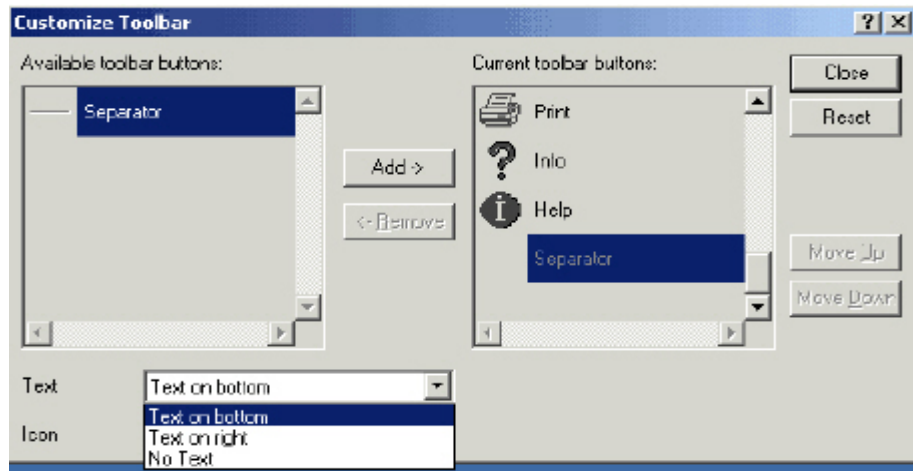 Customize Toolbar
Available toolbar buttons:
Separator
Add ->
<- Remove
Current toolbar buttons:
Print
Info
Help
Separator
Close
Reset
Move Up
Move Down
Text
Text on bottom
Text on bottom
Text on right
No Text
Icon